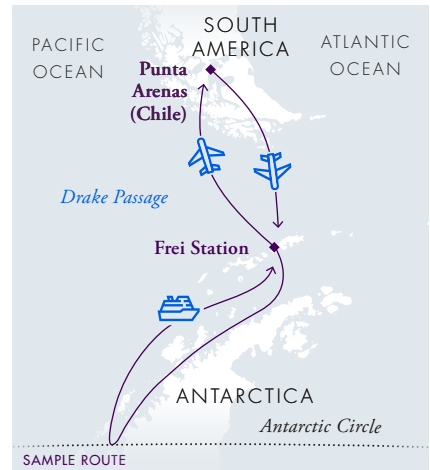 SOUTH
AMERICA
PACIFIC
OCEAN
ATLANTIC
OCEAN
Punta
Arenas
(Chile)
Drake Passage
Frei Station
ANTARCTICA
Antarctic Circle
SAMPLE ROUTE